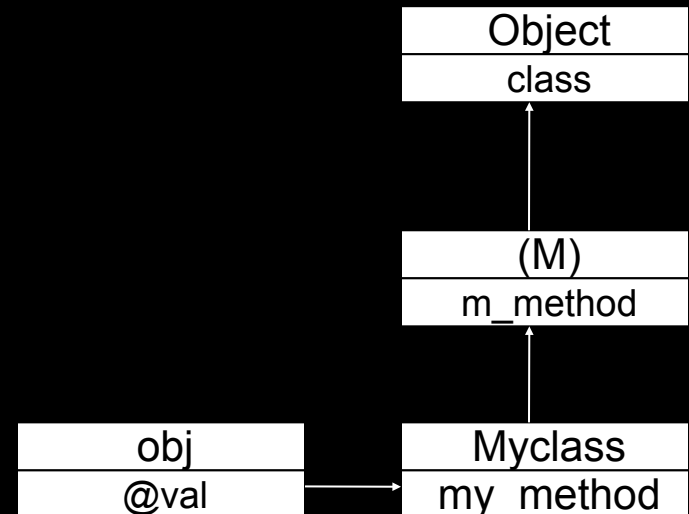 Object
class
(M)
m_method
obj
@val
Myclass
my_method